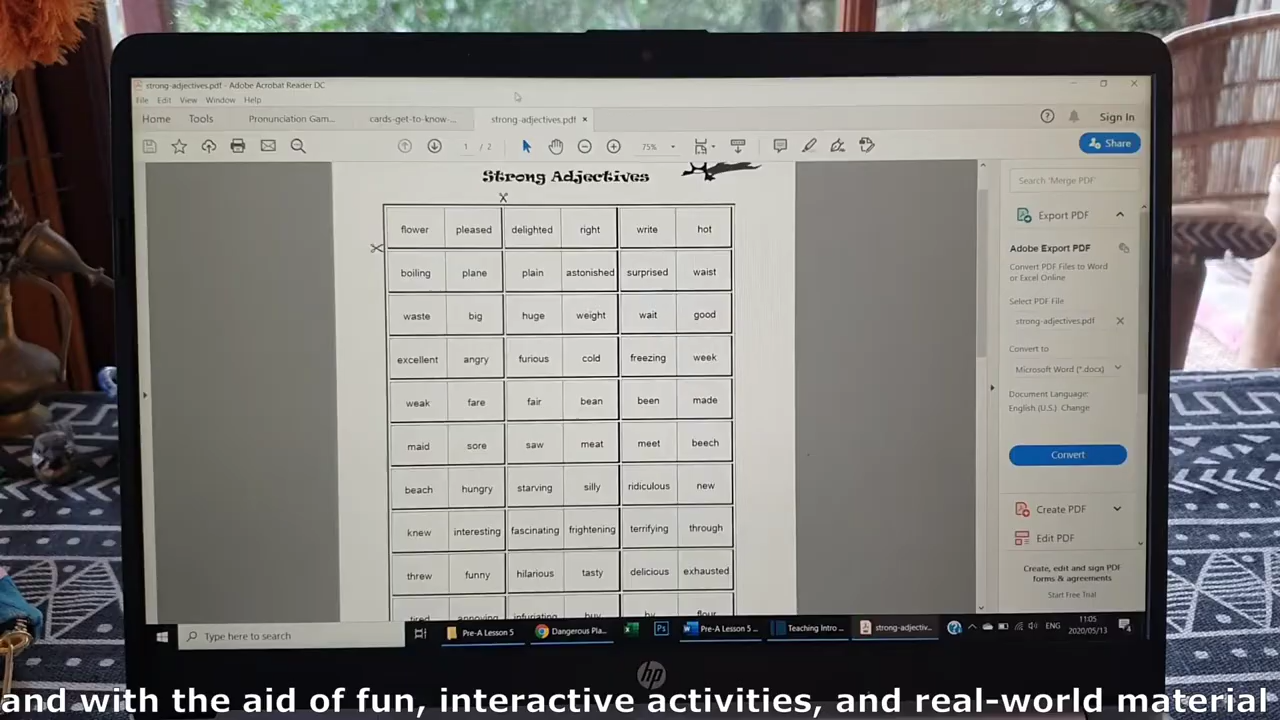 strong-adjectives.pdf - Adobe Acrobat Reader DC
File Edit View Window Help
Home Tools Pronunciation Gam... cards-get-to-know-... strong-adjectives.pdf × Sign In
1 / 2 75% Share
Strong Adjectives
flower pleased delighted right write hot
boiling plane plain astonished surprised waist
waste big huge weight wait good
excellent angry furious cold freezing week
weak fare fair bean been made
maid sore saw meat meet beech
beach hungry starving silly ridiculous new
knew interesting fascinating frightening terrifying through
threw funny hilarious tasty delicious exhausted
tired annoying infuriating buy by flour
Search 'Merge PDF'
Export PDF
Adobe Export PDF
Convert PDF Files to Word
or Excel Online
Select PDF File
strong-adjectives.pdf ×
Convert to
Microsoft Word (*.docx)
Document Language:
English (U.S.) Change
Convert
Create PDF
Edit PDF
Create, edit and sign PDF
forms & agreements
Start Free Trial
Type here to search Pre-A Lesson 5 Dangerous Pla... Ps Pre-A Lesson 5 ... Teaching Intro ... strong-adjectiv... ENG
11:05
2020/05/13
hp
and with the aid of fun, interactive activities, and real-world material